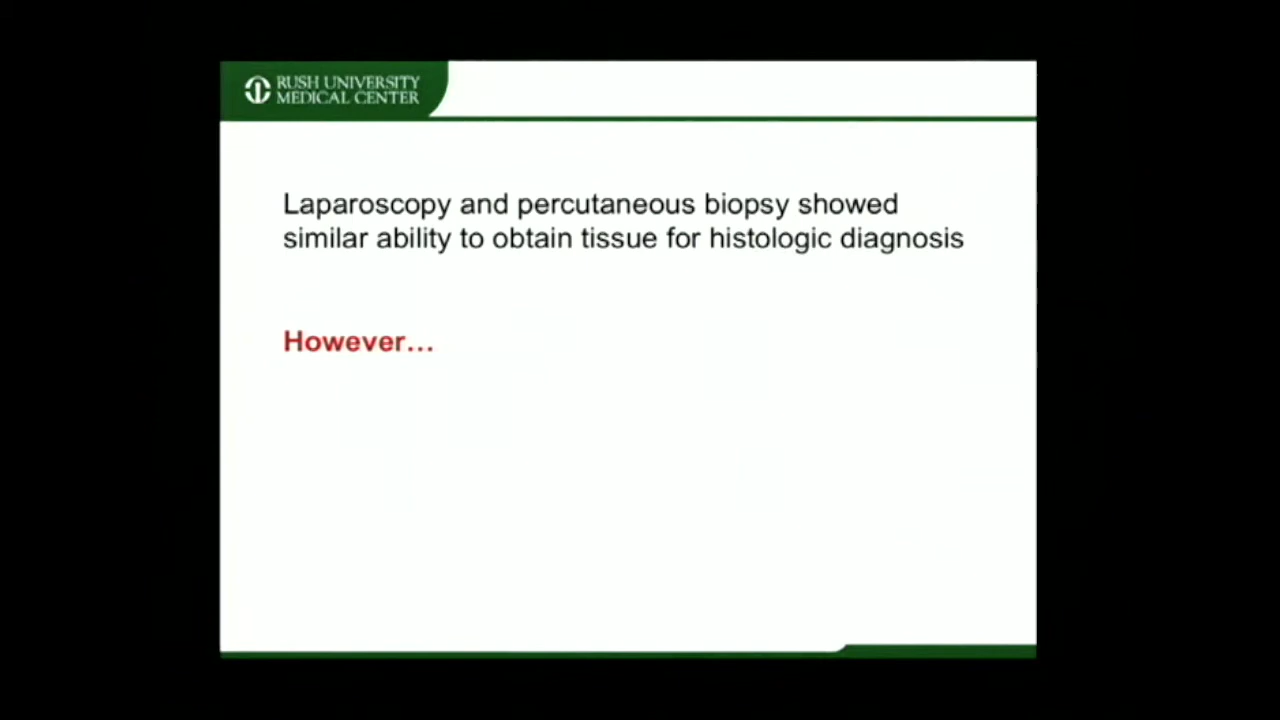 RUSH UNIVERSITY
MEDICAL CENTER
Laparoscopy and percutaneous biopsy showed
similar ability to obtain tissue for histologic diagnosis
However…